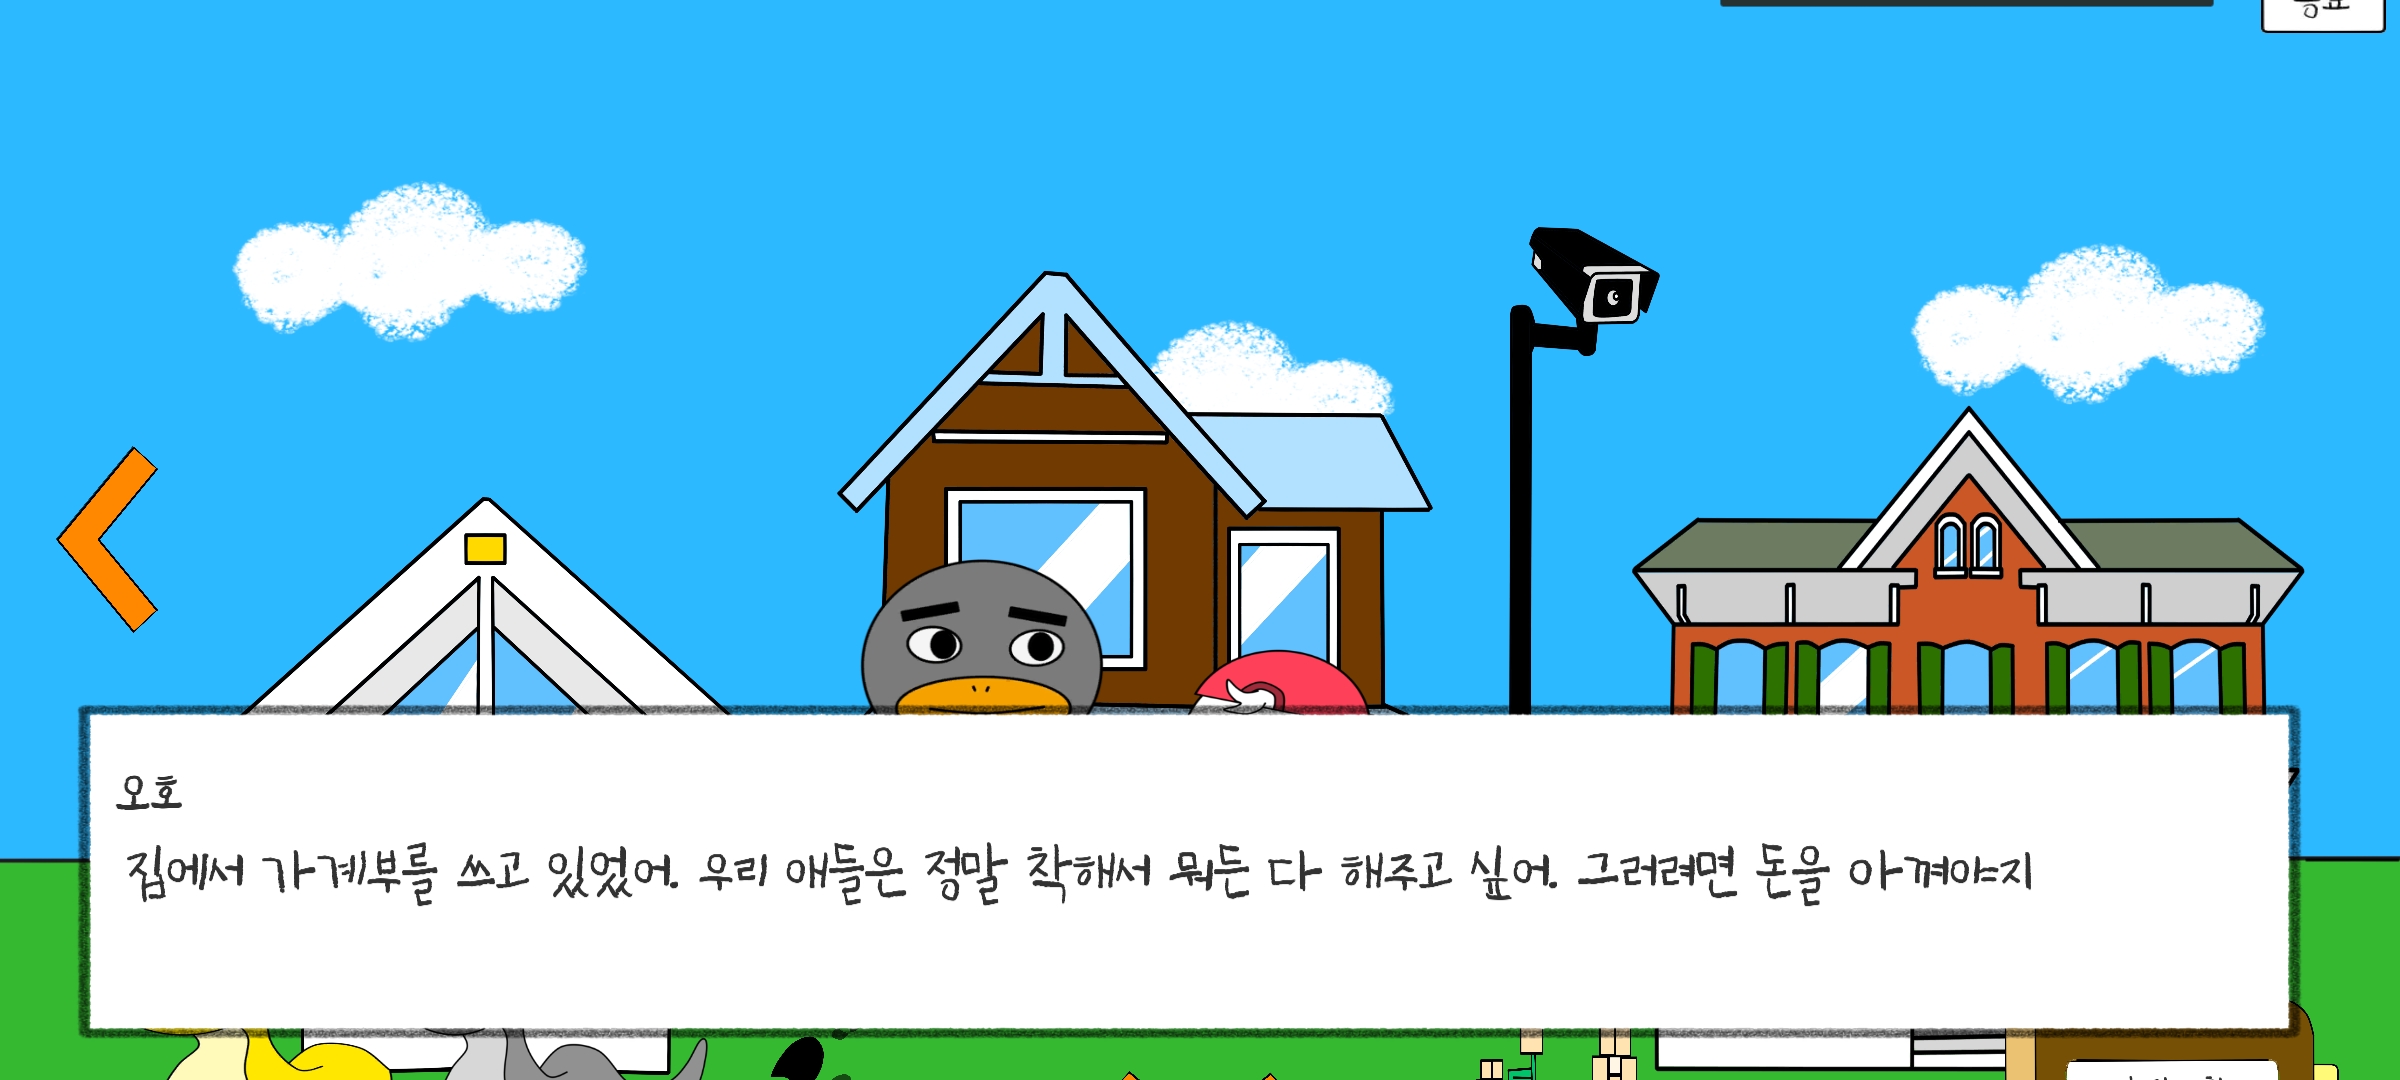 오호
집에서 가계부를 쓰고 있었어. 우리 애들은 정말 착해서 뭐든 다 해주고 싶어. 그러려면 돈을 아껴야지